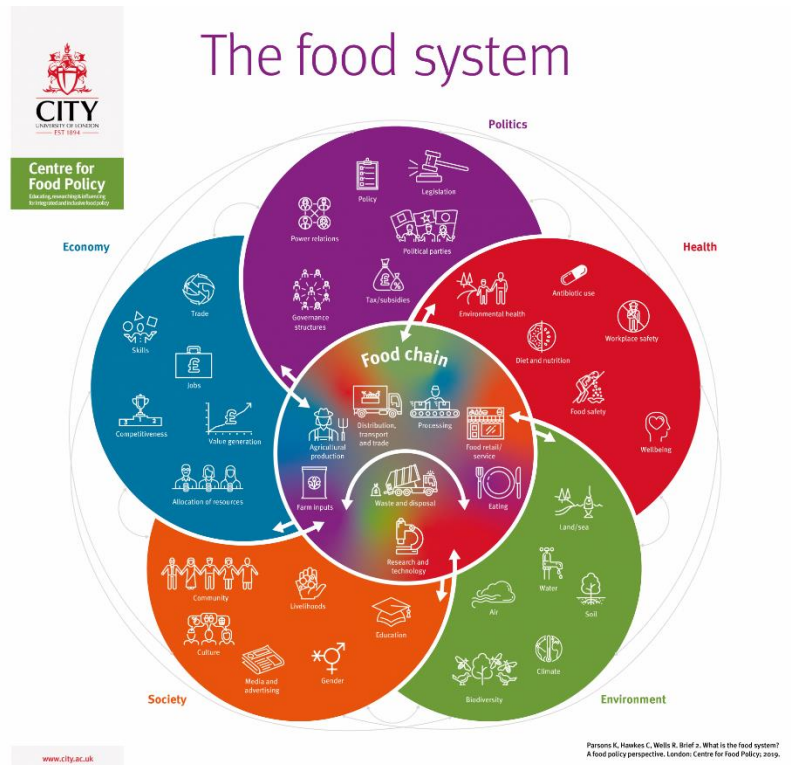 The food system
CITY
UNIVERSITY OF LONDON
EST 1894
Centre for
Food Policy
Educating, researching & influencing
for integrated and inclusive food policy
Politics
Policy
Legislation
Power relations
Political parties
Tax/subsidies
Governance
structures
Economy
Trade
Skills
£
Jobs
Competitiveness
£
Value generation
Allocation of resources
Health
Environmental health
Antibiotic use
Workplace safety
Diet and nutrition
Food safety
Wellbeing
Food chain
Agricultural
production
Distribution,
transport
and trade
Processing
Food retail/
service
Farm inputs
Waste and disposal
Eating
Research and
technology
Society
Community
Livelihoods
Education
Culture
Media and
advertising
Gender
Environment
Land/sea
Water
Air
Soil
Climate
Biodiversity
Parsons K, Hawkes C, Wells R. Brief 2. What is the food system?
A food policy perspective. London: Centre for Food Policy; 2019.
www.city.ac.uk